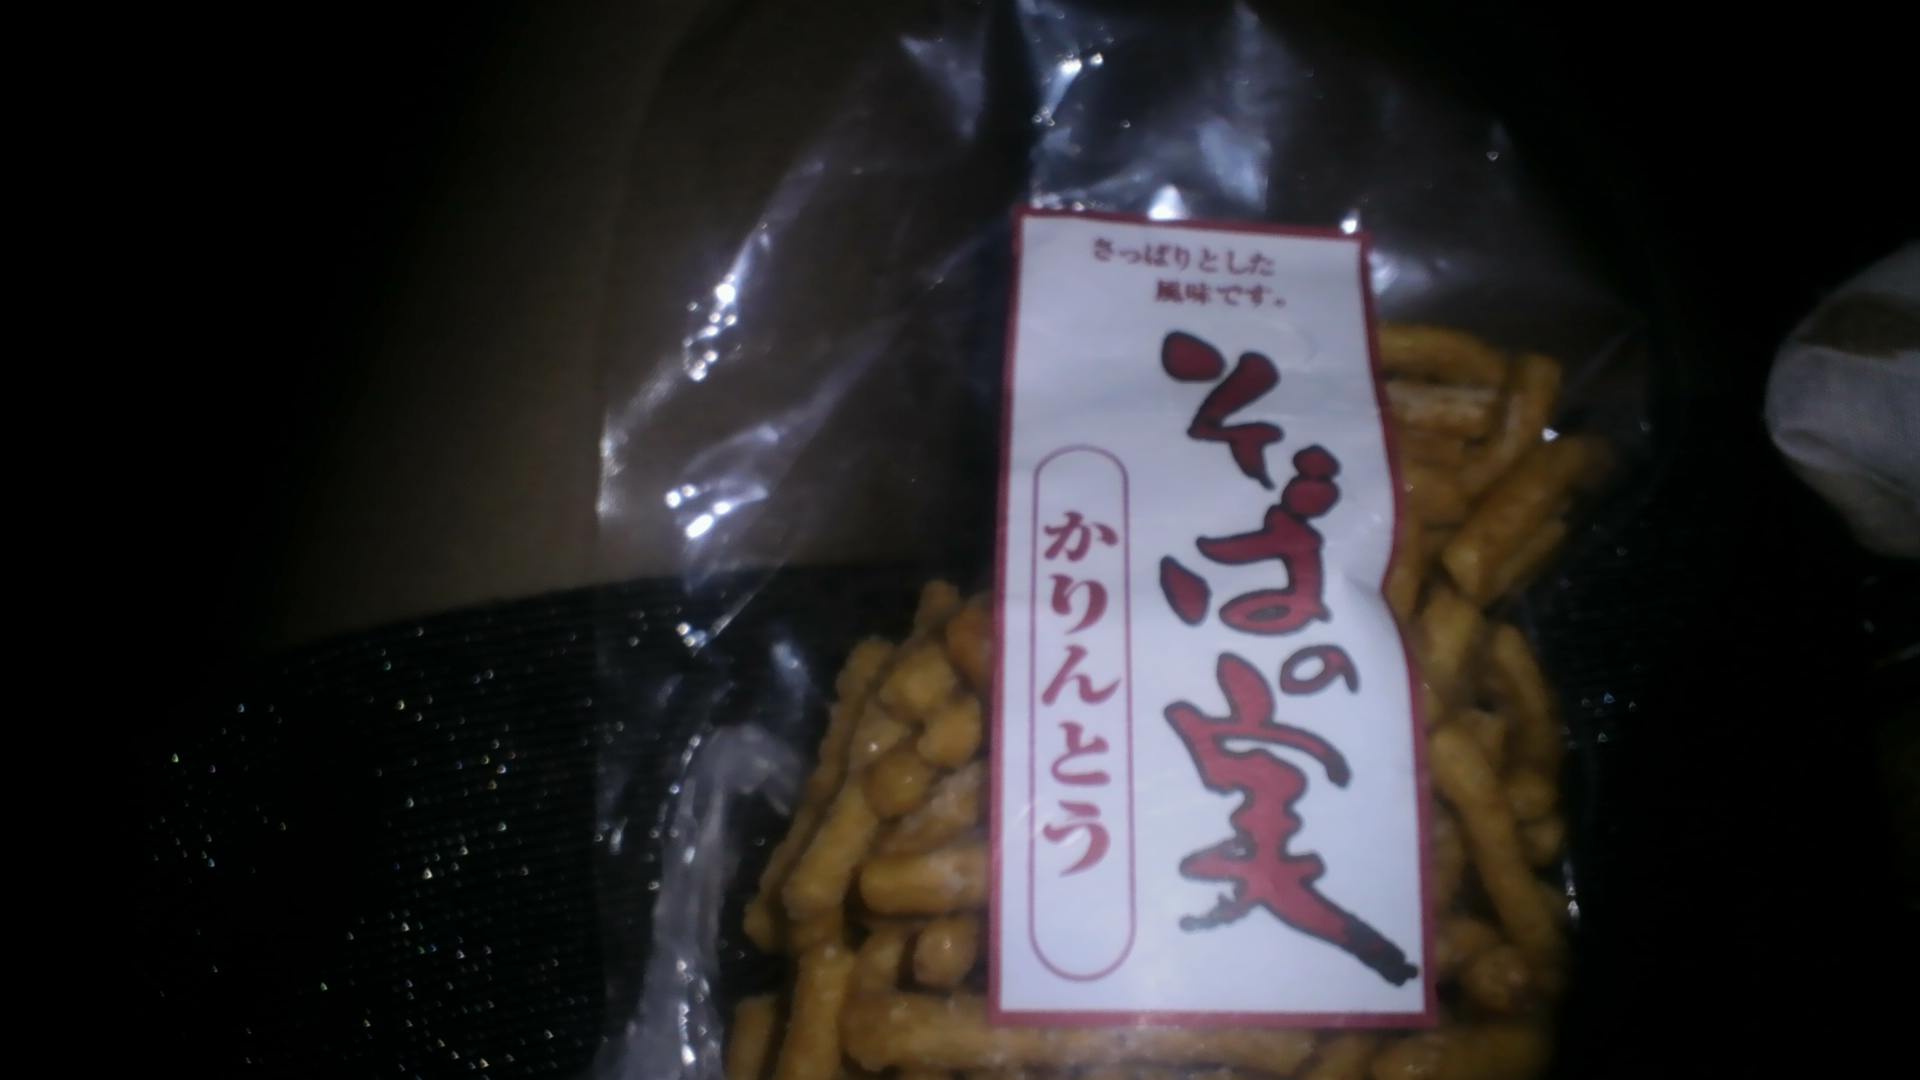 さっぱりとした
風味です。
そばの実
かりんとう